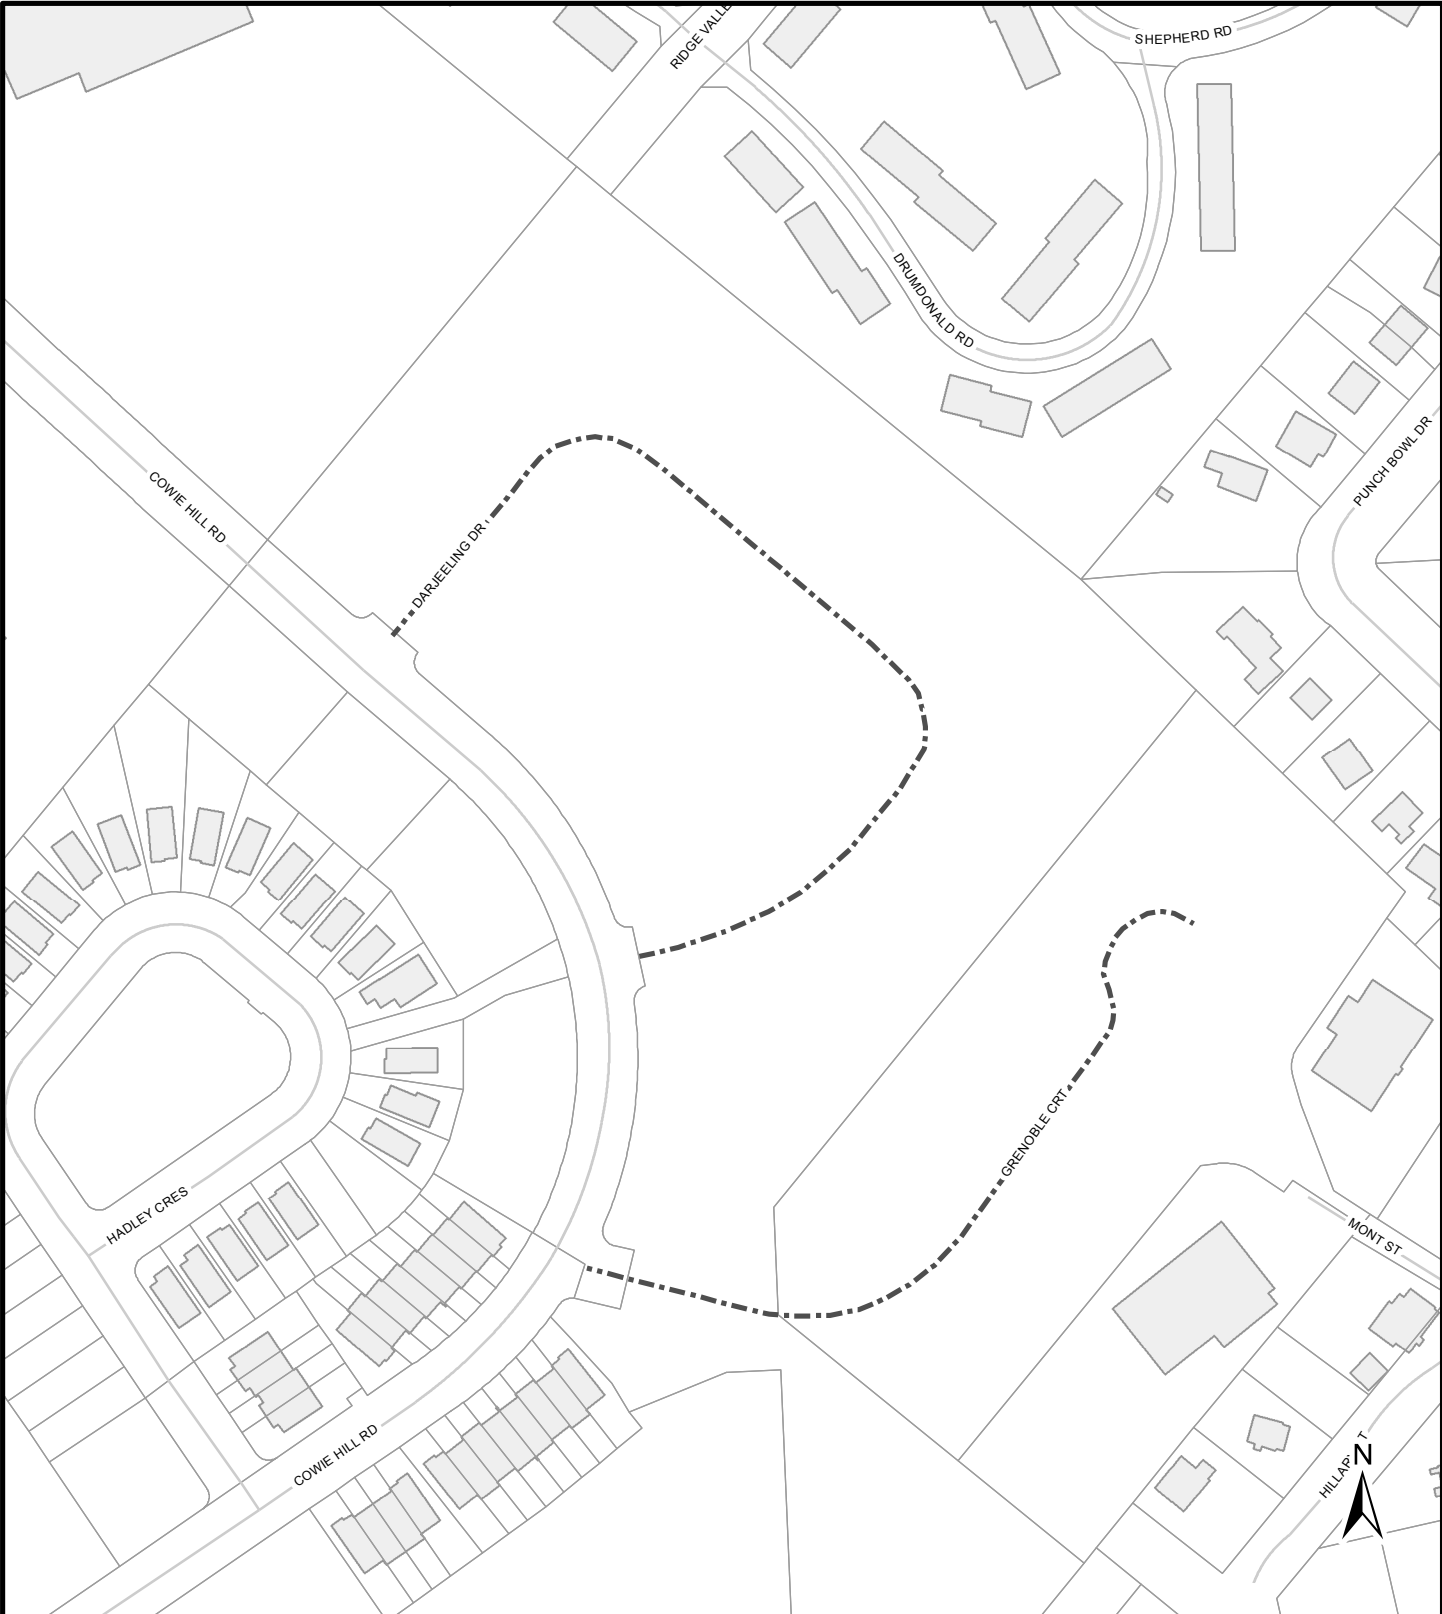 SHEPHERD RD
DRUMDONALD RD
COWIE HILL RD
PUNCH BOWL DR
DARJEELING DR
GRENOBLE CRT
HADLEY CRES
MONT ST
COWIE HILL RD
N